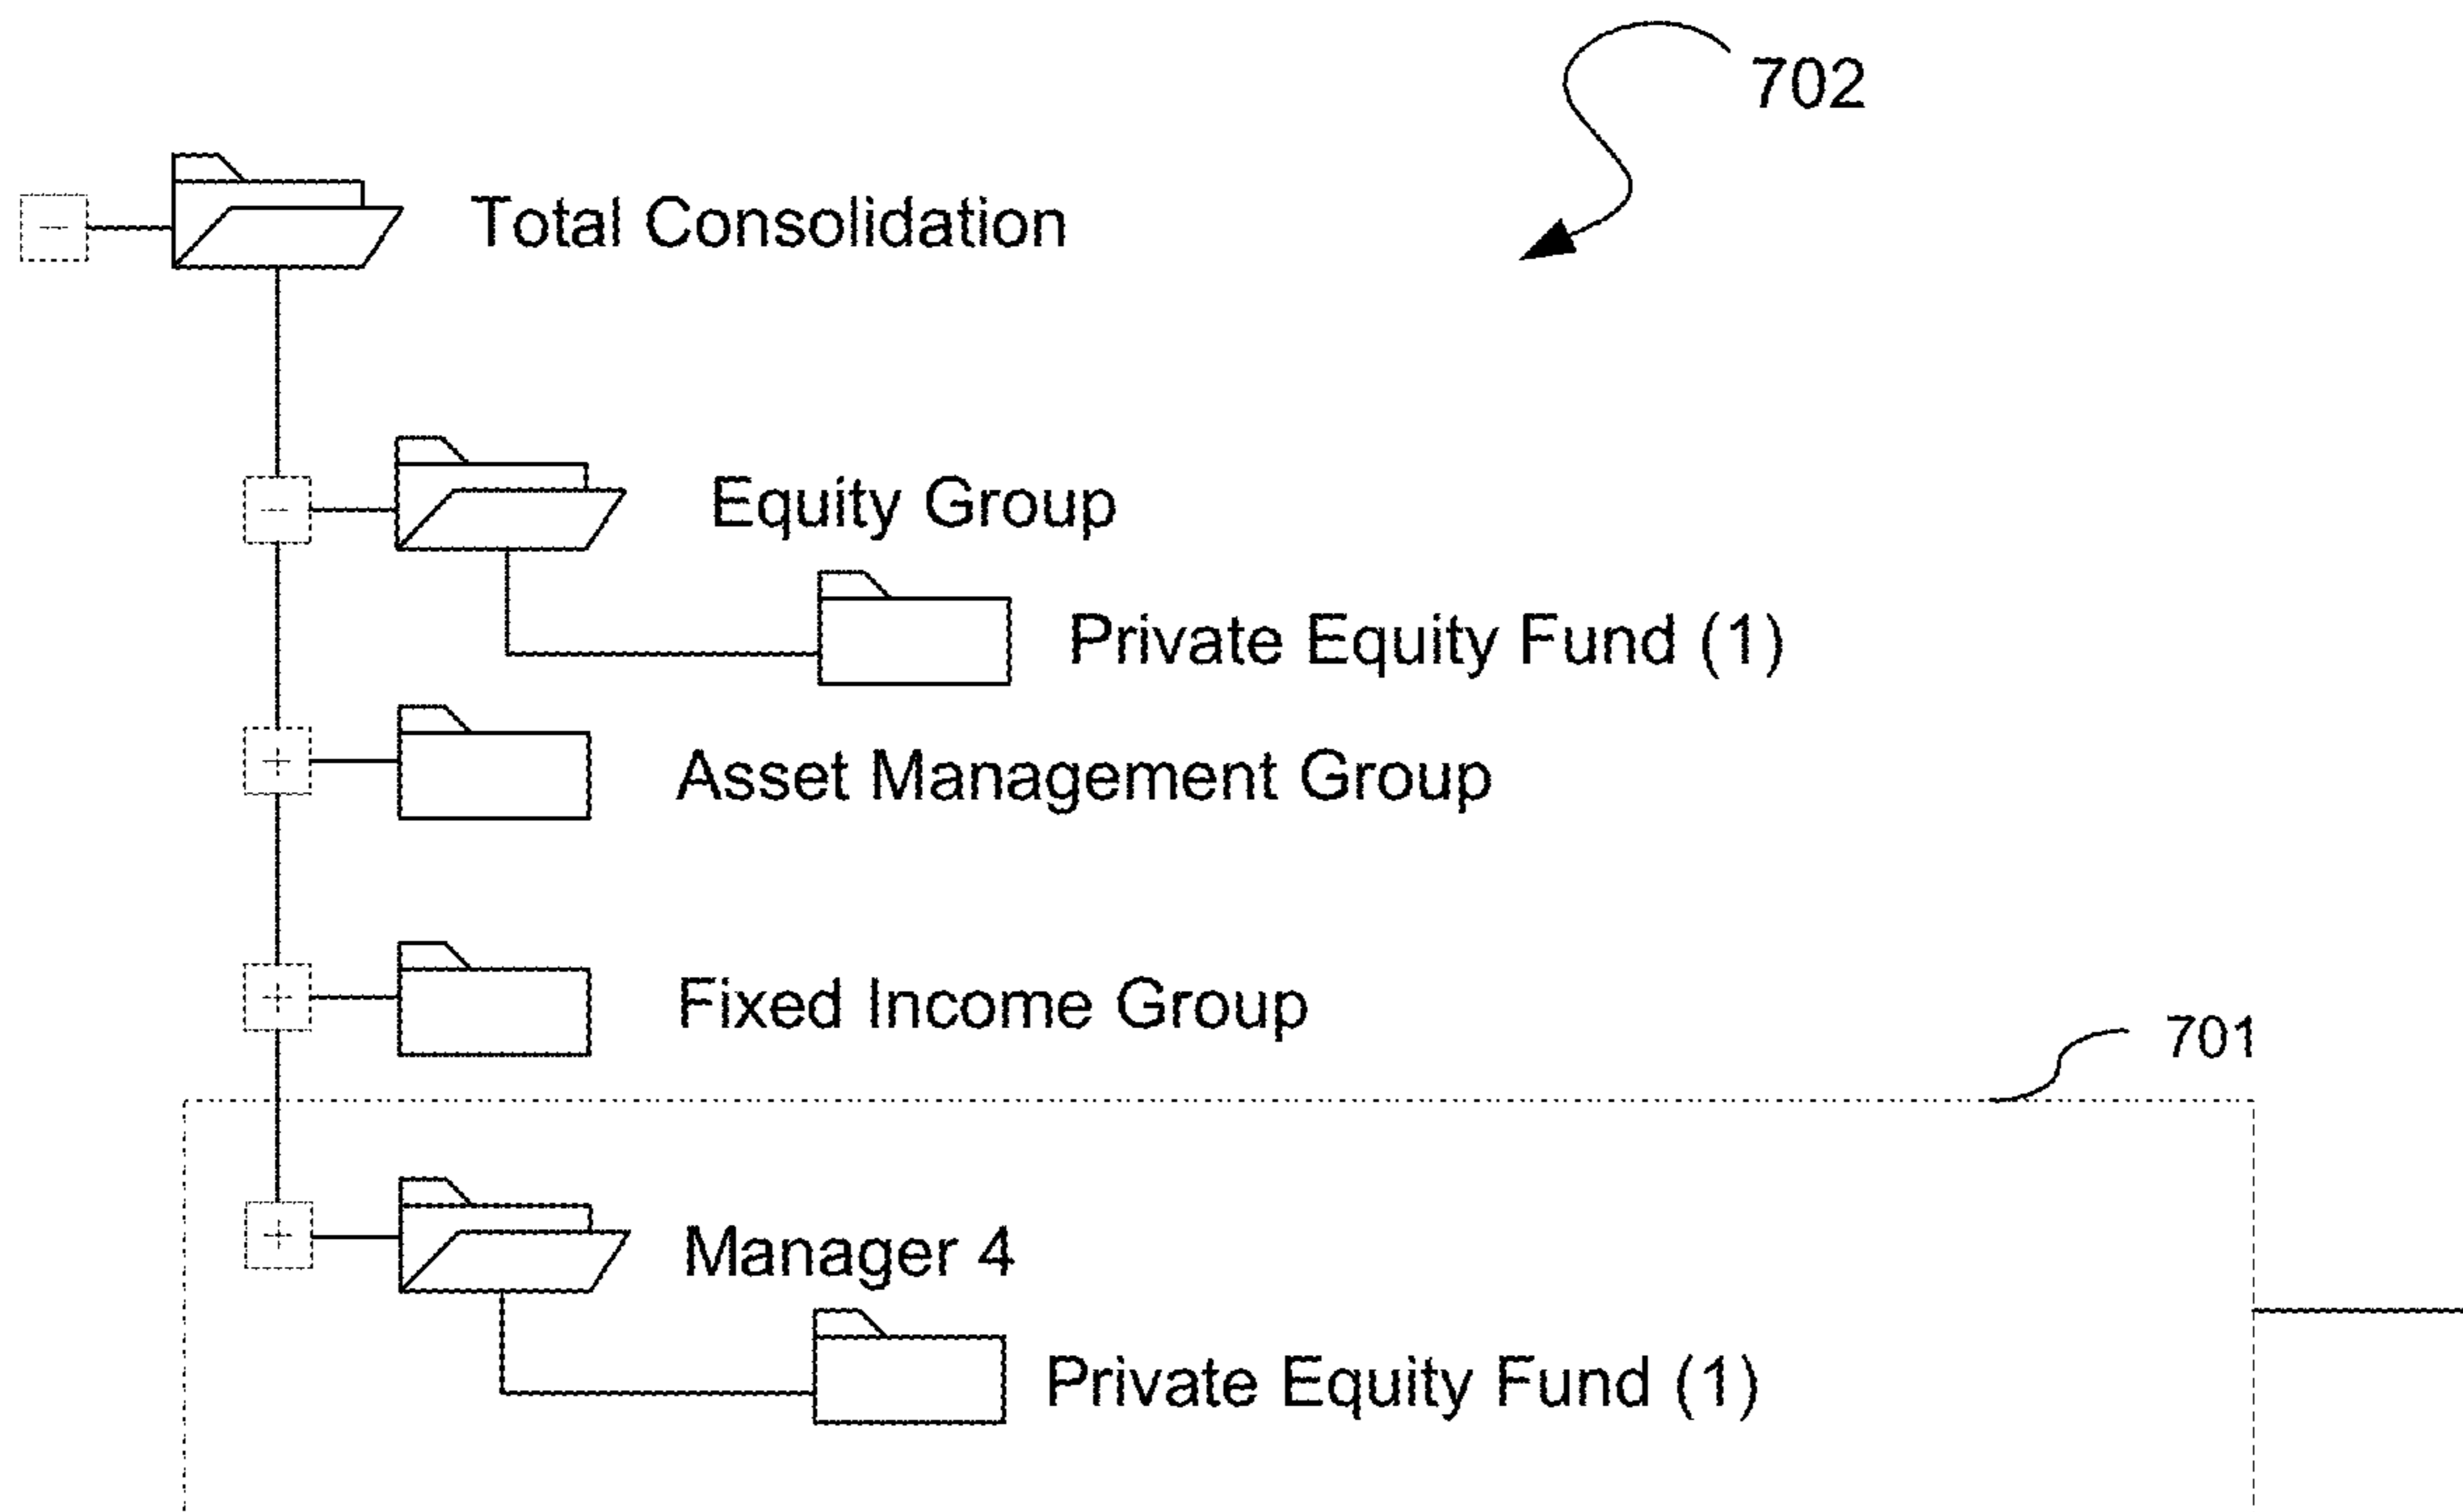 702
Total Consolidation
Equity Group
Private Equity Fund (1)
Asset Management Group
Fixed Income Group
701
Manager 4
Private Equity Fund (1)